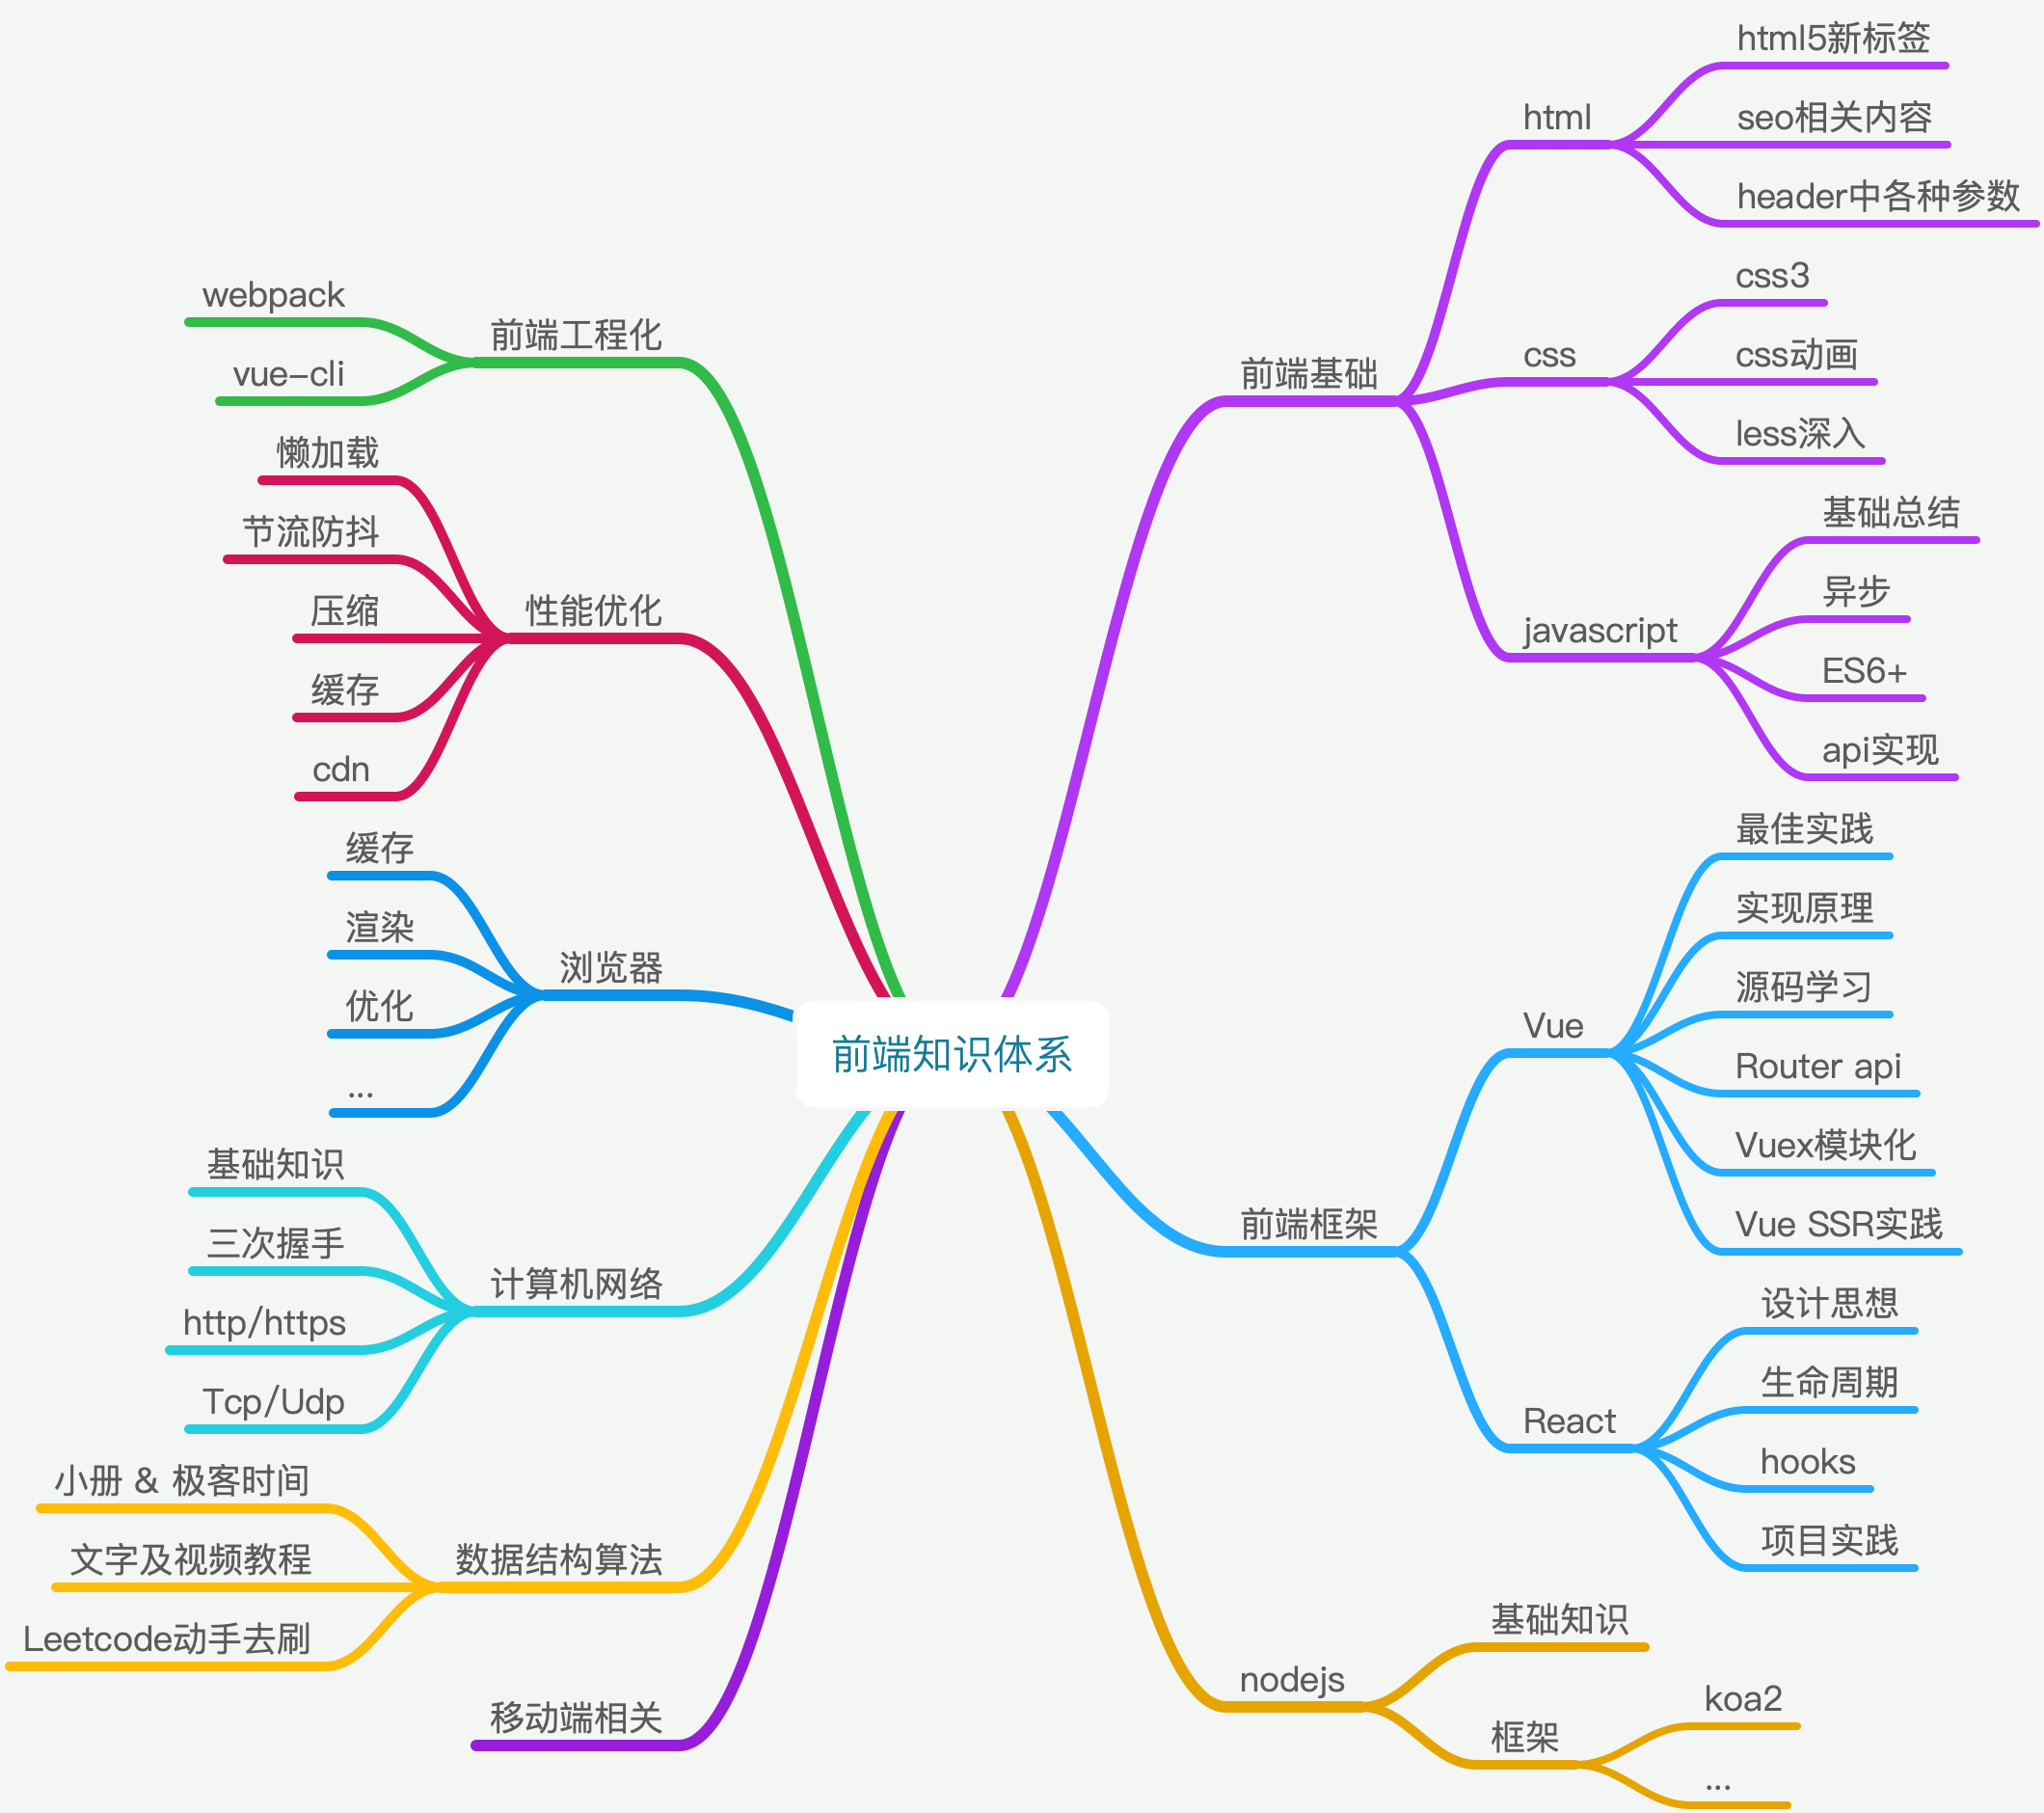 前端知识体系
前端基础
html
html5新标签
seo相关内容
header中各种参数
css
css3
css动画
less深入
javascript
基础总结
异步
ES6+
api实现
前端框架
Vue
最佳实践
实现原理
源码学习
Router api
Vuex模块化
Vue SSR实践
React
设计思想
生命周期
hooks
项目实践
nodejs
基础知识
框架
koa2
...
前端工程化
webpack
vue-cli
性能优化
懒加载
节流防抖
压缩
缓存
cdn
浏览器
缓存
渲染
优化
...
计算机网络
基础知识
三次握手
http/https
Tcp/Udp
数据结构算法
小册 & 极客时间
文字及视频教程
Leetcode动手去刷
移动端相关